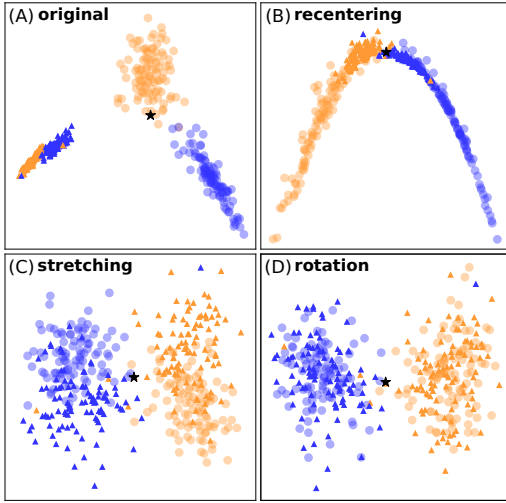 (A) original
(B) recentering
(C) stretching
(D) rotation